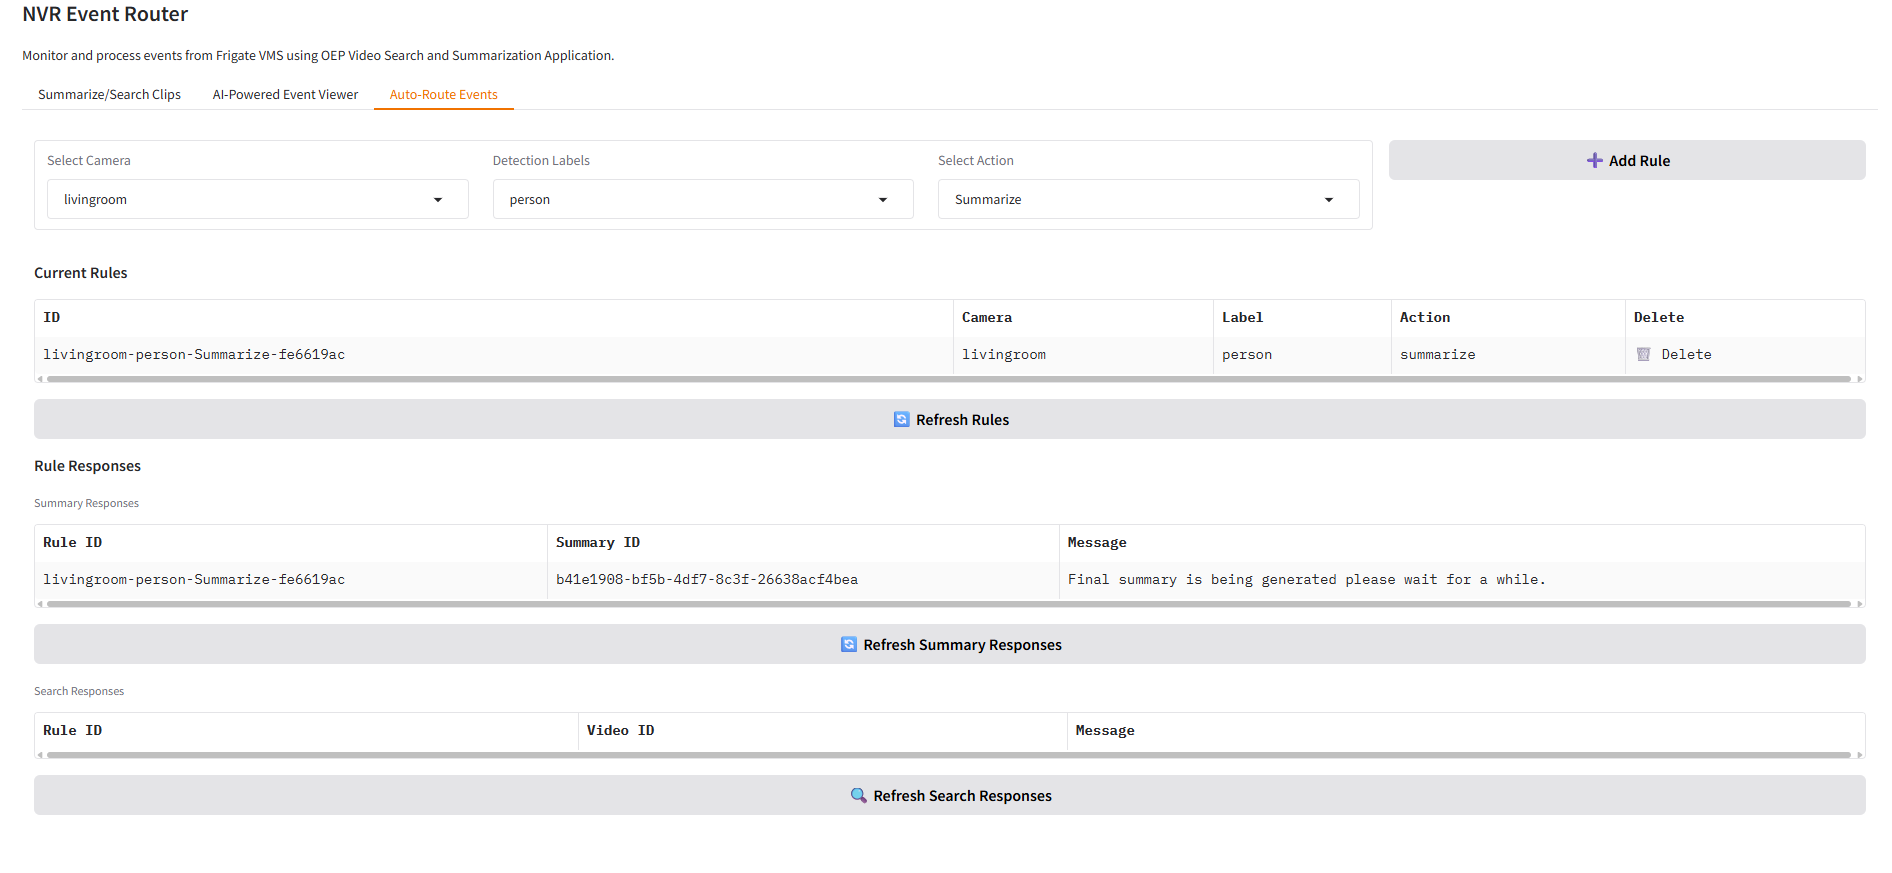 NVR Event Router
Monitor and process events from Frigate VMS using OEP Video Search and Summarization Application.
Summarize/Search Clips AI-Powered Event Viewer Auto-Route Events
Select Camera Detection Labels Select Action
livingroom person Summarize
Add Rule
Current Rules
ID Camera Label Action Delete
livingroom-person-Summarize-fe6619ac livingroom person summarize Delete
Refresh Rules
Rule Responses
Summary Responses
Rule ID Summary ID Message
livingroom-person-Summarize-fe6619ac b41e1908-bf5b-4df7-8c3f-26638acf4bea Final summary is being generated please wait for a while.
Refresh Summary Responses
Search Responses
Rule ID Video ID Message
Refresh Search Responses